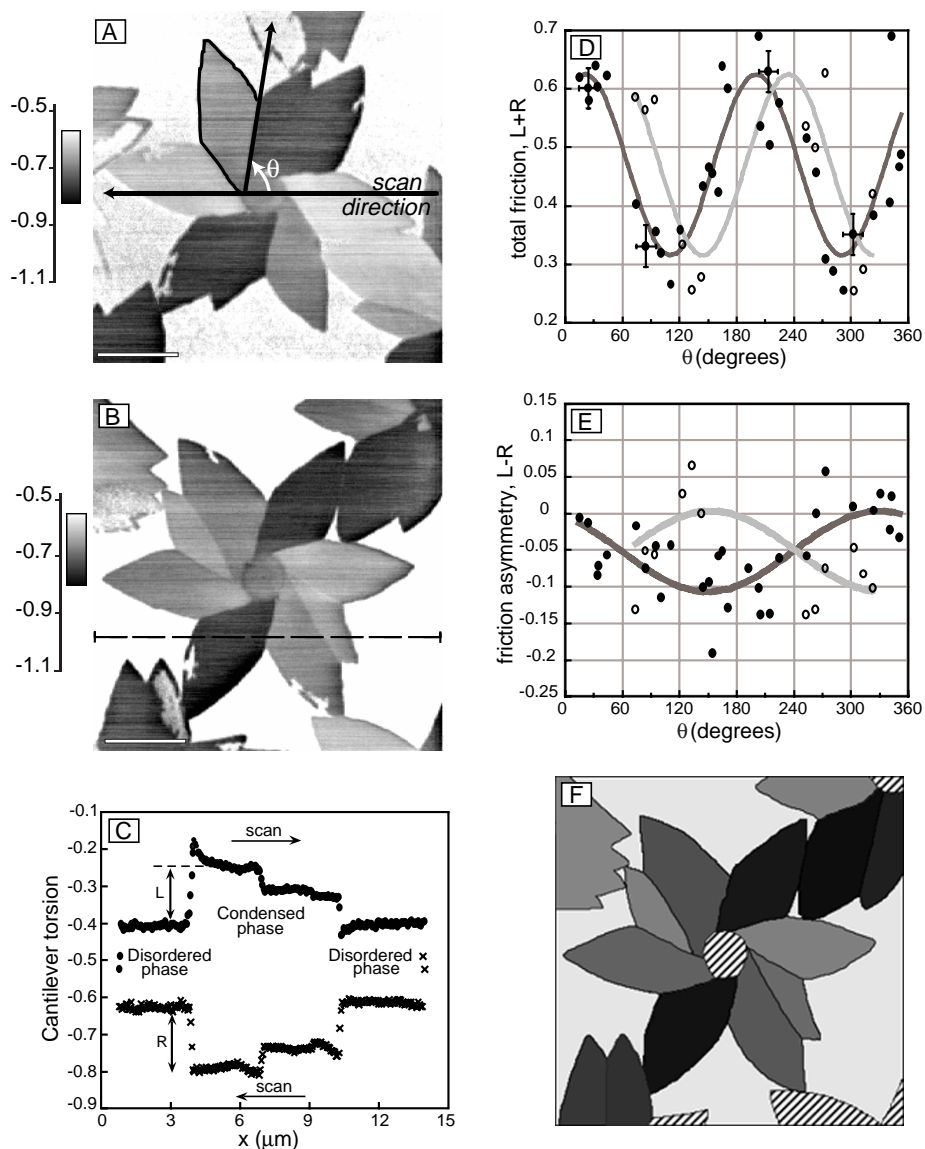 A
-0.5
-0.7
-0.9
-1.1
θ
scan
direction
B
-0.5
-0.7
-0.9
-1.1
C
Cantilever torsion
-0.1
-0.2
-0.3
-0.4
-0.5
-0.6
-0.7
-0.8
-0.9
scan
L
Condensed
phase
Disordered
phase
Disordered
phase
R
scan
0
3
6
9
12
15
x (μm)
D
total friction, L+R
0.7
0.6
0.5
0.4
0.3
0.2
0
60
120
180
240
300
360
θ (degrees)
E
friction asymmetry, L-R
0.15
0.1
0.05
0
-0.05
-0.1
-0.15
-0.2
-0.25
0
60
120
180
240
300
360
θ (degrees)
F